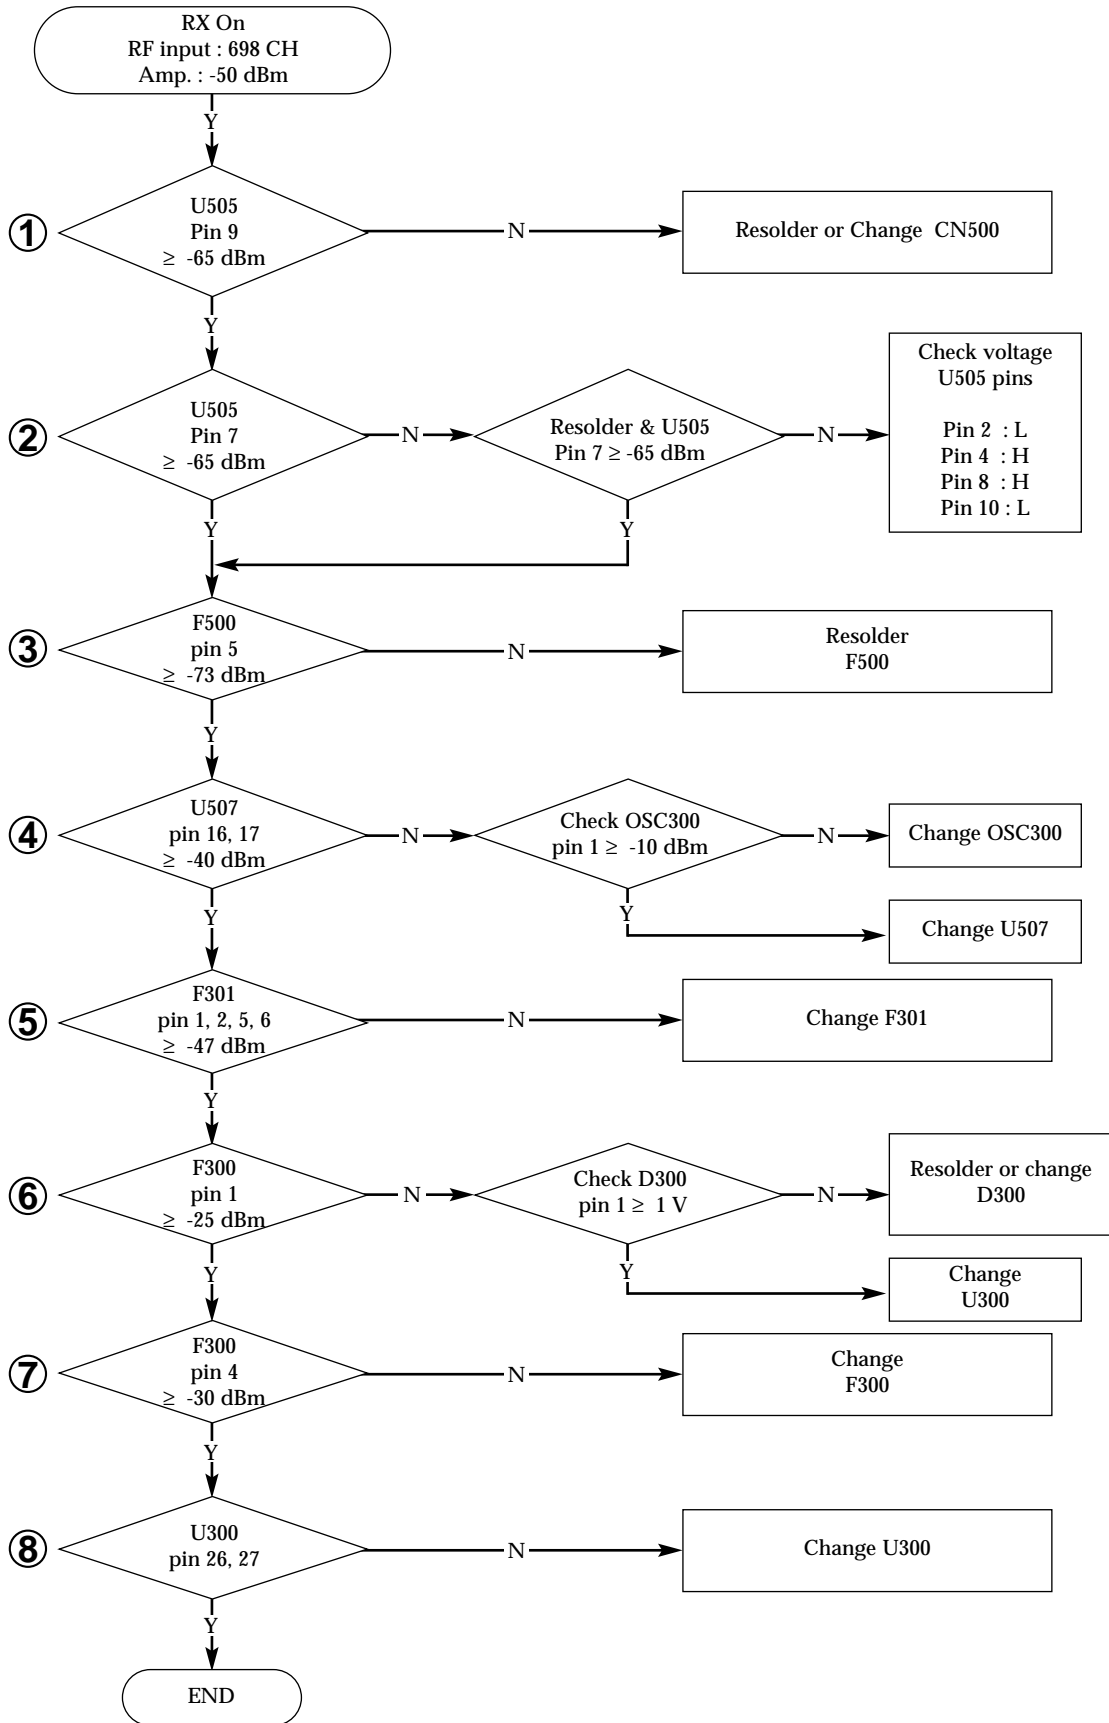 RX On
RF input : 698 CH
Amp. : -50 dBm
Y
1
U505
Pin 9
≥ -65 dBm
N
Resolder or Change CN500
Y
2
U505
Pin 7
≥ -65 dBm
N
Resolder & U505
Pin 7 ≥ -65 dBm
N
Check voltage
U505 pins
Pin 2 : L
Pin 4 : H
Pin 8 : H
Pin 10 : L
Y
Y
3
F500
pin 5
≥ -73 dBm
N
Resolder
F500
Y
4
U507
pin 16, 17
≥ -40 dBm
N
Check OSC300
pin 1 ≥ -10 dBm
N
Change OSC300
Y
Change U507
Y
5
F301
pin 1, 2, 5, 6
≥ -47 dBm
N
Change F301
Y
6
F300
pin 1
≥ -25 dBm
N
Check D300
pin 1 ≥ 1 V
N
Resolder or change
D300
Y
Change
U300
Y
7
F300
pin 4
≥ -30 dBm
N
Change
F300
Y
8
U300
pin 26, 27
N
Change U300
Y
END